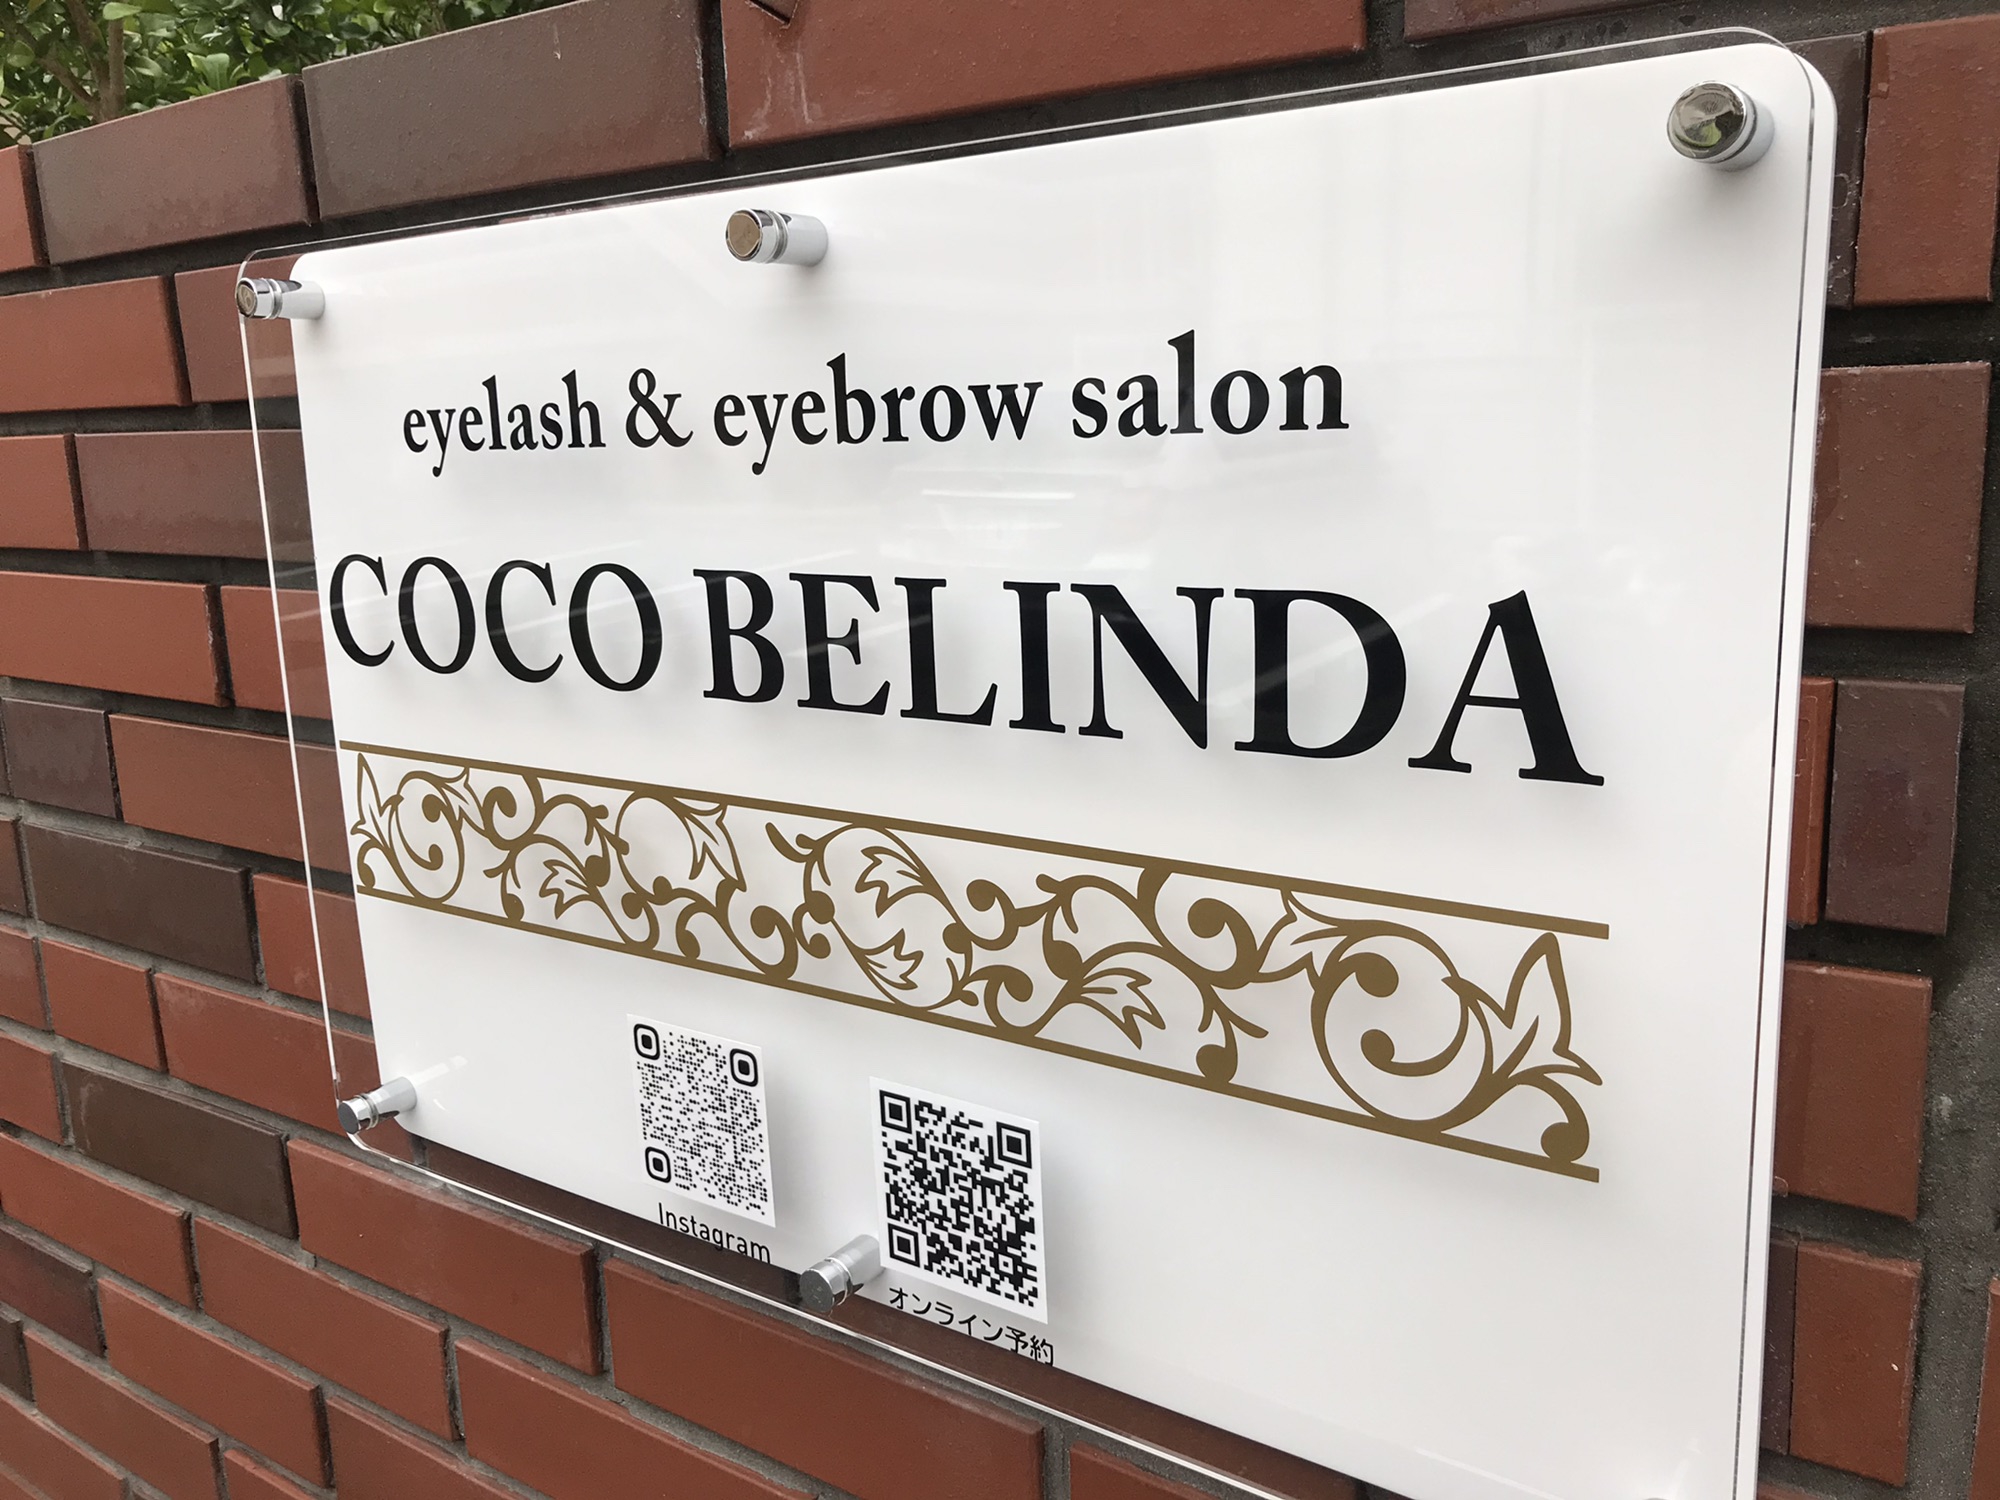 eyelash & eyebrow salon
COCO BELINDA
Instagram
オンライン予約